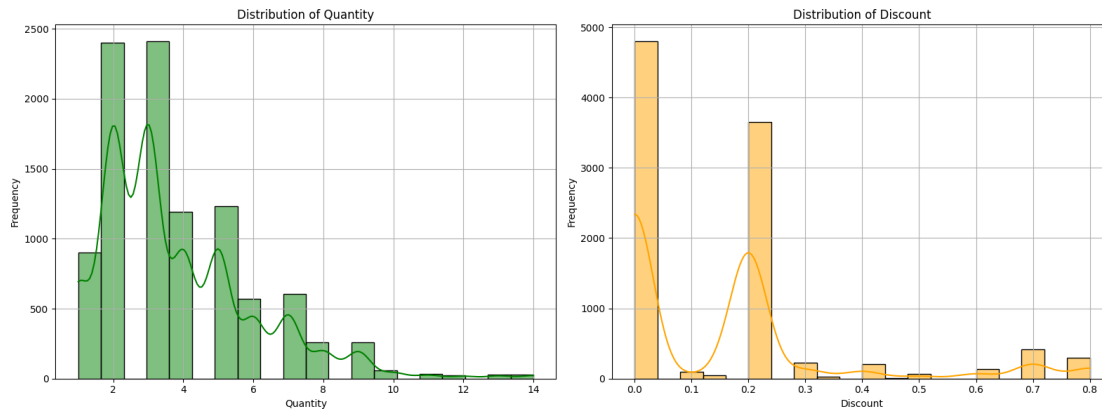 Distribution of Quantity
2500
2000
1500
1000
500
0
Frequency
2 4 6 8 10 12 14
Quantity
Distribution of Discount
5000
4000
3000
2000
1000
0
Frequency
0.0 0.1 0.2 0.3 0.4 0.5 0.6 0.7 0.8
Discount